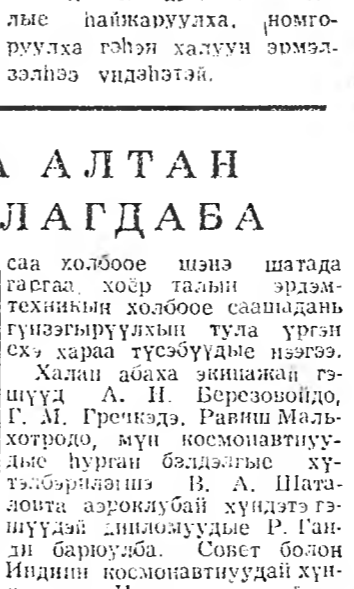 лые һайжаруулха, номго-
руулха гэһэн халуун эрмэл-
зэлһээ үндэһэтэй.
АЛТАН
ЛАГДАБА
саа холбоое шэнэ шатада
гаргаа, хоёр талын эрдэм-
техникын холбоое саашадань
гүнзэгырүүлхын тула үргэн
ехэ хараа түсэбүүдые нээгээ.
Халаан абаха экипажай гэ-
шүүд А. Н. Березовойдо,
Г. М. Гречкэдэ, Равиш Маль-
хотродо, мүн космонавтнуу-
дые һурган бэлдэлгые хү-
тэлбэрилэгшэ В. А. Шата-
ловта аэроклубай хүндэтэ гэ-
шүүдэй дипломуудые Р. Ган-
ди барюулба. Совет болон
Индиин космонавтнуудай хүн-